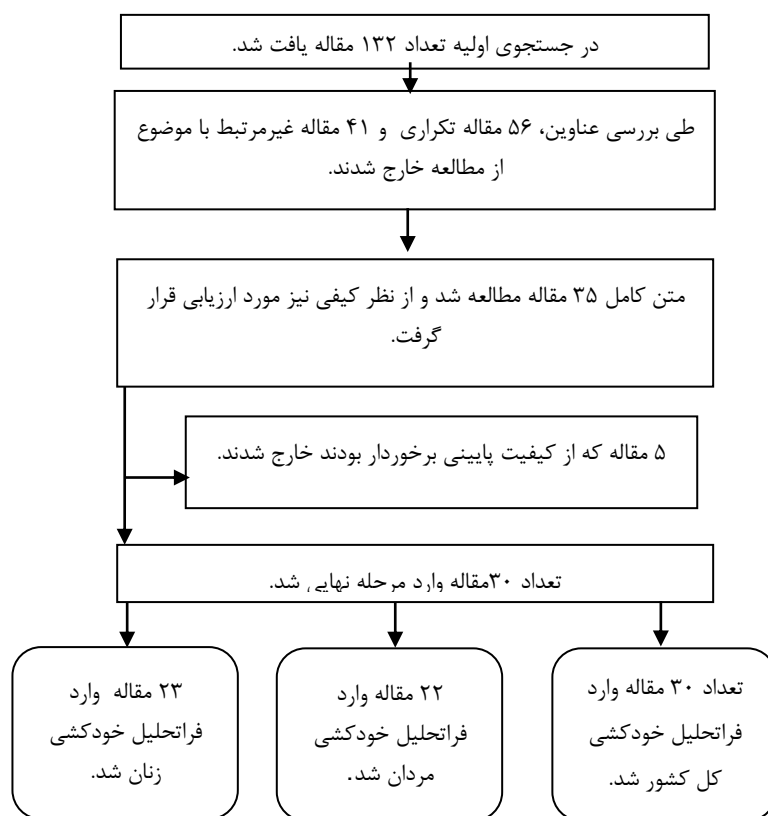 در جستجوی اولیه تعداد ۱۳۲ مقاله یافت شد.
طی بررسی عناوین، ۵۶ مقاله تکراری و ۴۱ مقاله غیرمرتبط با موضوع
از مطالعه خارج شدند.
متن کامل ۳۵ مقاله مطالعه شد و از نظر کیفی نیز مورد ارزیابی قرار
گرفت.
۵ مقاله که از کیفیت پایینی برخوردار بودند خارج شدند.
تعداد ۳۰مقاله وارد مرحله نهایی شد.
تعداد ۳۰ مقاله وارد
فراتحلیل خودکشی
کل کشور شد.
۲۲ مقاله وارد
فراتحلیل خودکشی
مردان شد.
۲۳ مقاله وارد
فراتحلیل خودکشی
زنان شد.